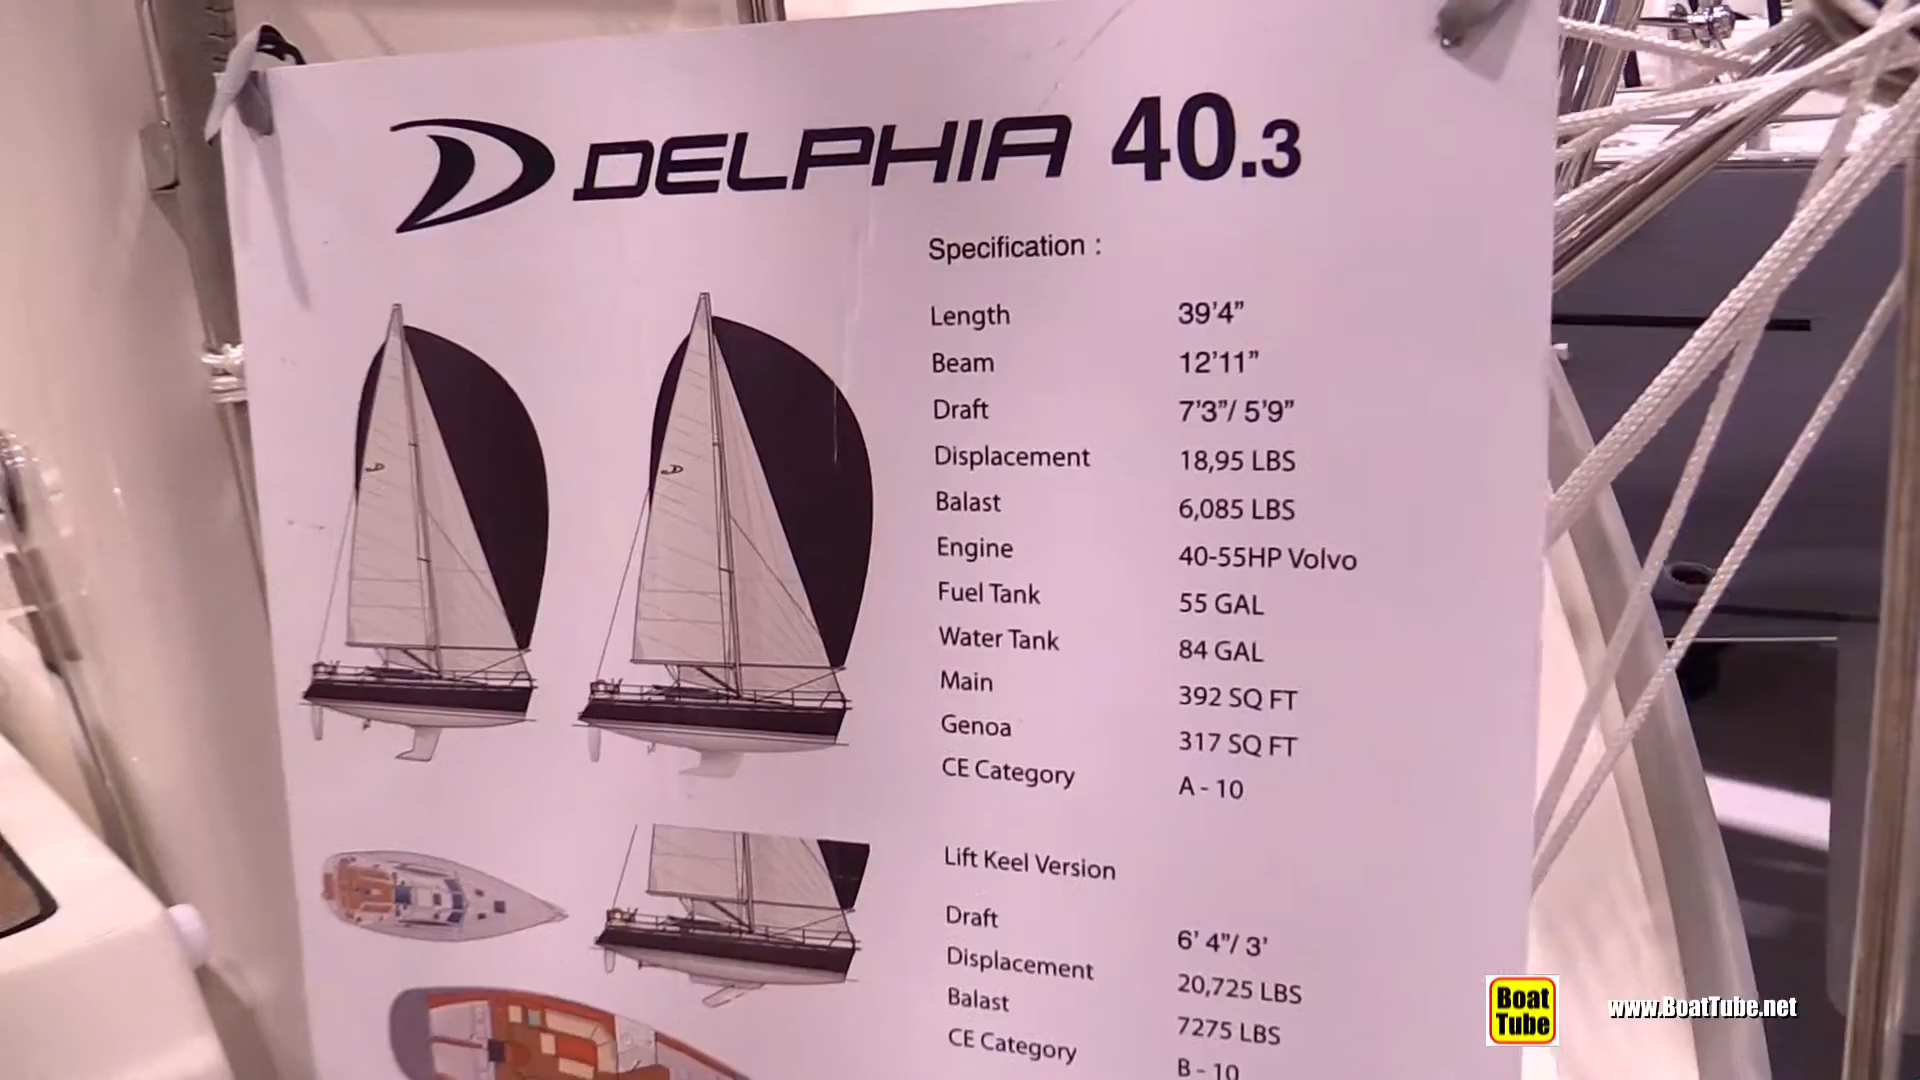 DELPHIA 40.3
Specification :
Length 39'4"
Beam 12'11"
Draft 7'3"/ 5'9"
Displacement 18,95 LBS
Balast 6,085 LBS
Engine 40-55HP Volvo
Fuel Tank 55 GAL
Water Tank 84 GAL
Main 392 SQ FT
Genoa 317 SQ FT
CE Category A - 10
Lift Keel Version
Draft 6' 4"/ 3'
Displacement 20,725 LBS
Balast 7275 LBS
CE Category B - 10
Boat
Tube
www.BoatTube.net